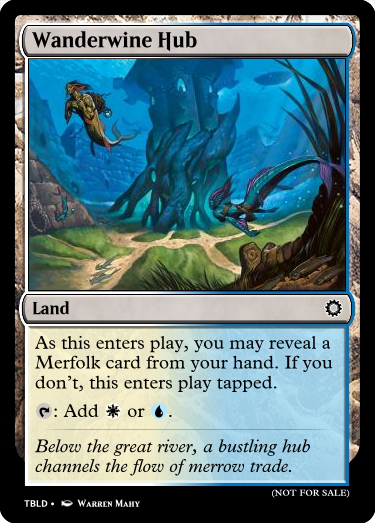 Wanderwine Hub
Land
As this enters play, you may reveal a
Merfolk card from your hand. If you
don't, this enters play tapped.
: Add or .
Below the great river, a bustling hub
channels the flow of merrow trade.
TBLD • Warren Mahy
(NOT FOR SALE)